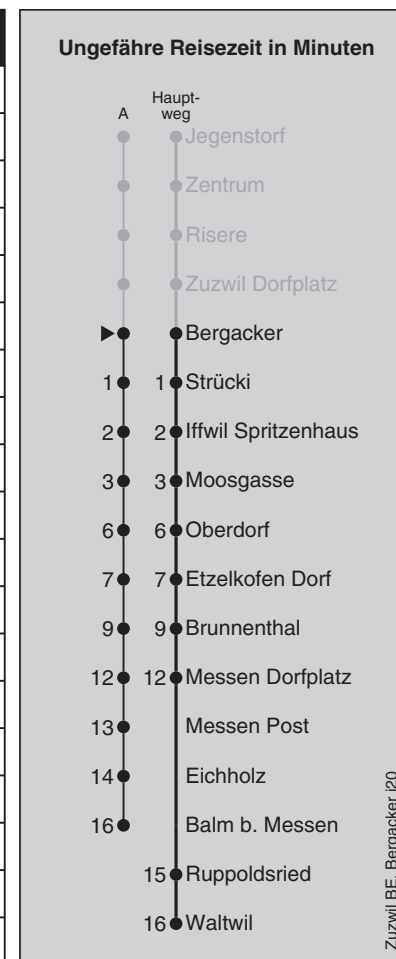 Ungefähre Reisezeit in Minuten
A Haupt-
weg
Jegenstorf
Zentrum
Risere
Zuzwil Dorfplatz
Bergacker
1 1 Strücki
2 2 Iffwil Spritzenhaus
3 3 Moosgasse
6 6 Oberdorf
7 7 Etzelkofen Dorf
9 9 Brunnenthal
12 12 Messen Dorfplatz
13 Messen Post
14 Eichholz
16 Balm b. Messen
15 Ruppoldsried
16 Waltwil
Zuzwil BE, Bergacker j20